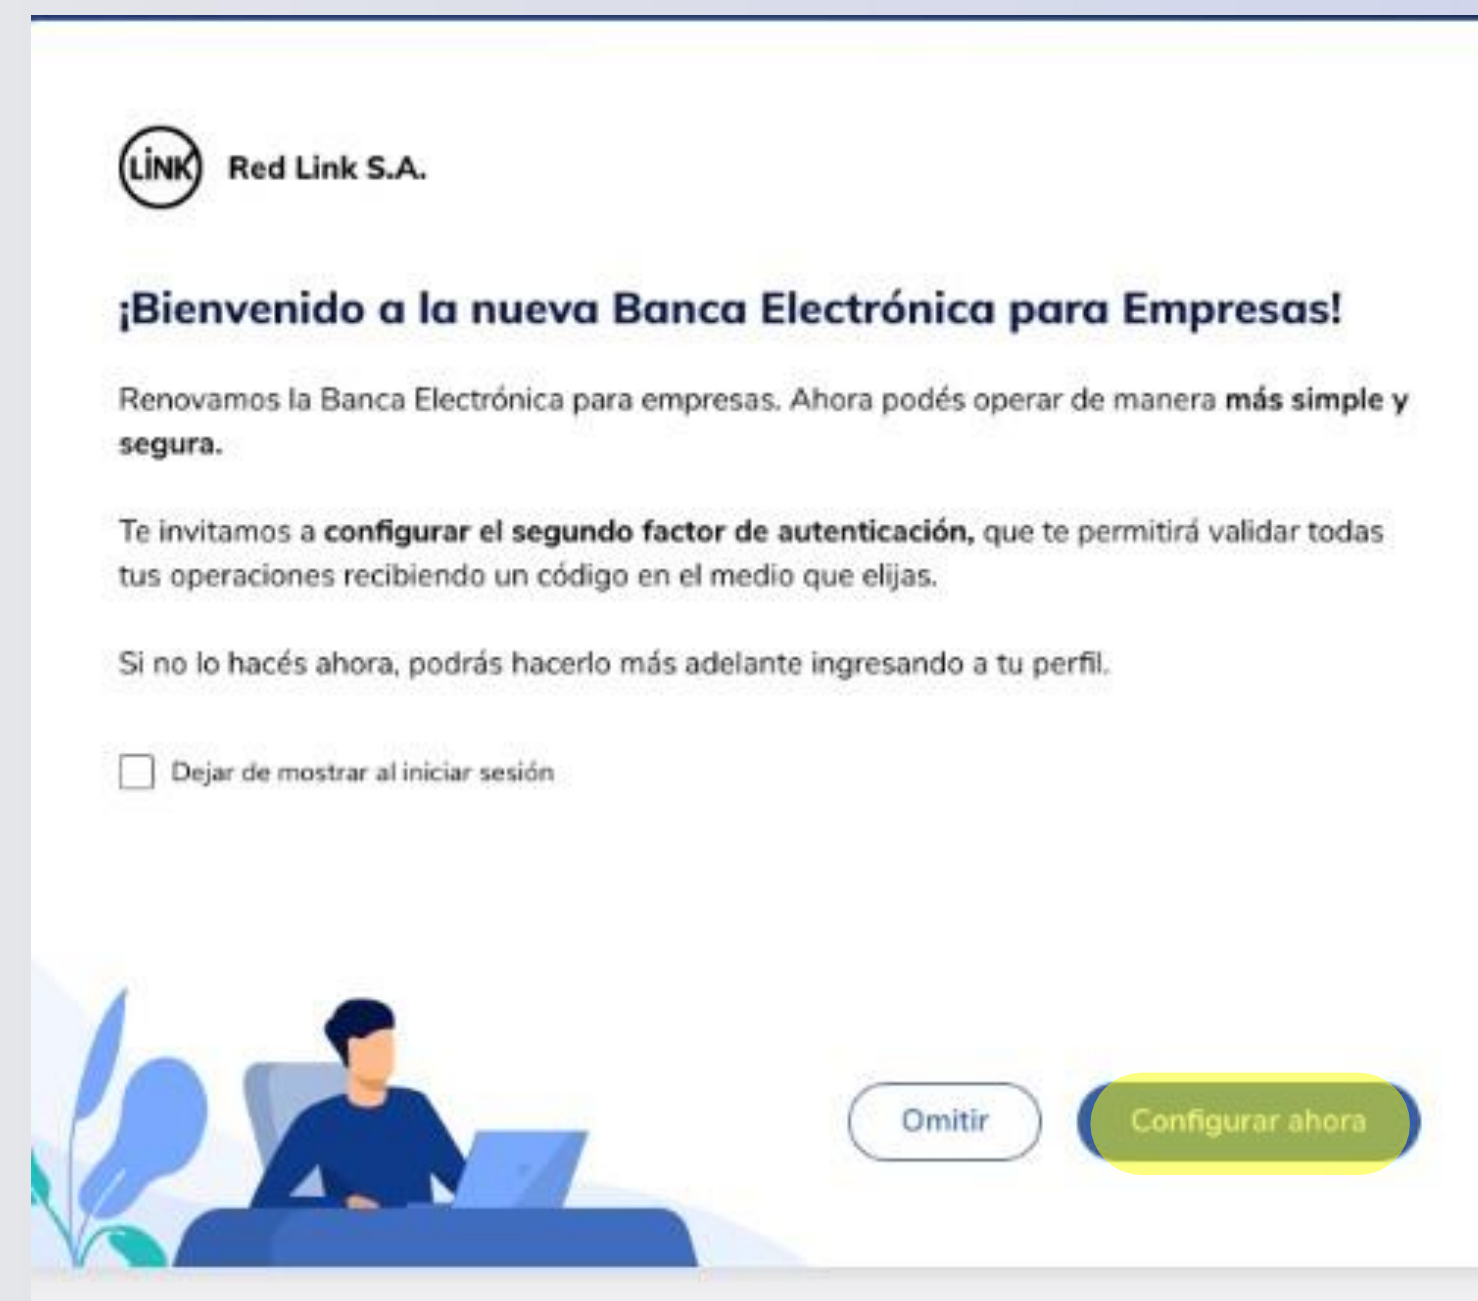 LiNK Red Link S.A.
¡Bienvenido a la nueva Banca Electrónica para Empresas!
Renovamos la Banca Electrónica para empresas. Ahora podés operar de manera más simple y
segura.
Te invitamos a configurar el segundo factor de autenticación, que te permitirá validar todas
tus operaciones recibiendo un código en el medio que elijas.
Si no lo hacés ahora, podrás hacerlo más adelante ingresando a tu perfil.
Dejar de mostrar al iniciar sesión
Omitir Configurar ahora